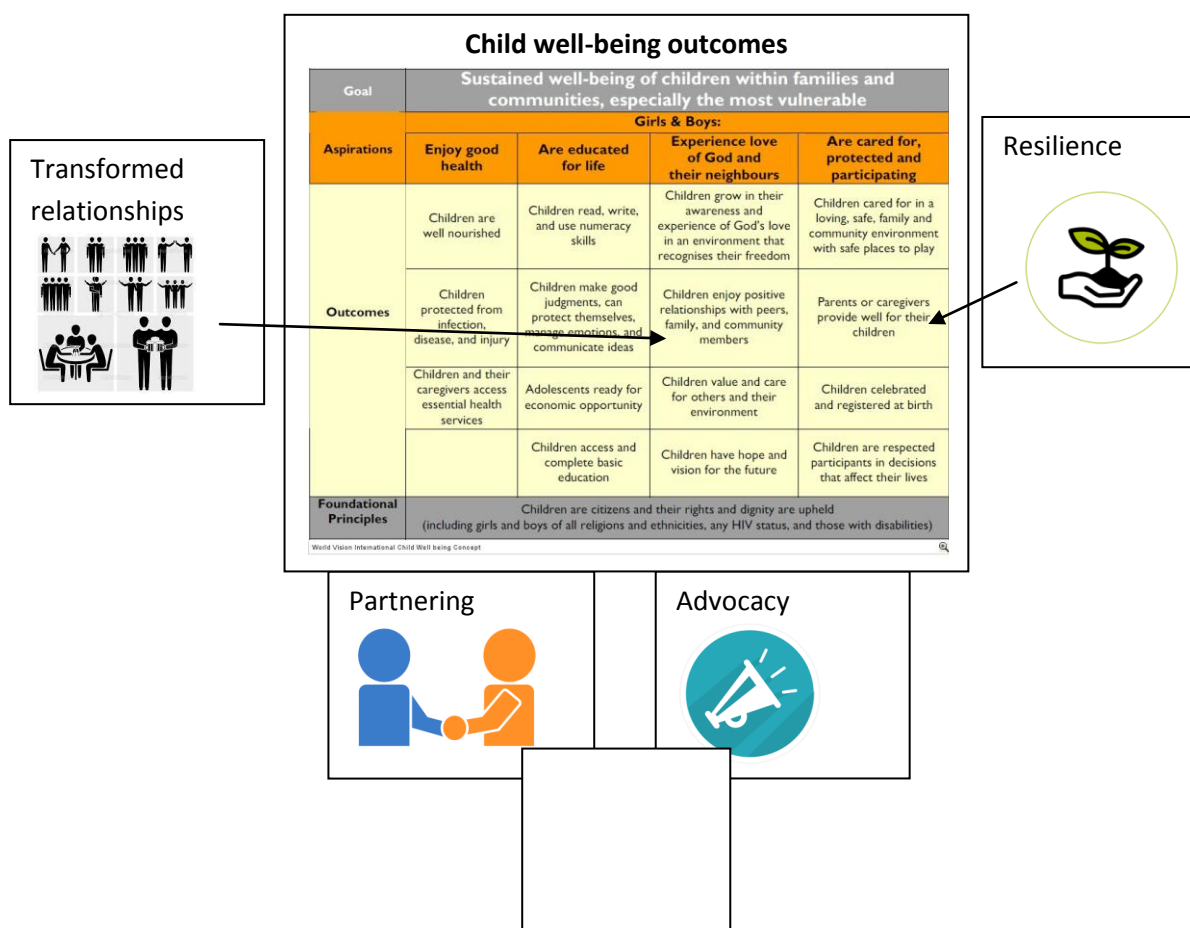 Child well-being outcomes
Goal
Sustained well-being of children within families and
communities, especially the most vulnerable
Aspirations
Girls & Boys:
Enjoy good
health
Are educated
for life
Experience love
of God and
their neighbours
Are cared for,
protected and
participating
Outcomes
Children are
well nourished
Children read, write,
and use numeracy
skills
Children grow in their
awareness and
experience of God's love
in an environment that
recognises their freedom
Children cared for in a
loving, safe, family and
community environment
with safe places to play
Children
protected from
infection,
disease, and injury
Children make good
judgments, can
protect themselves,
manage emotions, and
communicate ideas
Children enjoy positive
relationships with peers,
family, and community
members
Parents or caregivers
provide well for their
children
Children and their
caregivers access
essential health
services
Adolescents ready for
economic opportunity
Children value and care
for others and their
environment
Children celebrated
and registered at birth
Children access and
complete basic
education
Children have hope and
vision for the future
Children are respected
participants in decisions
that affect their lives
Foundational
Principles
Children are citizens and their rights and dignity are upheld
(including girls and boys of all religions and ethnicities, any HIV status, and those with disabilities)
World Vision International Child Well being Concept
Transformed
relationships
Resilience
Partnering
Advocacy